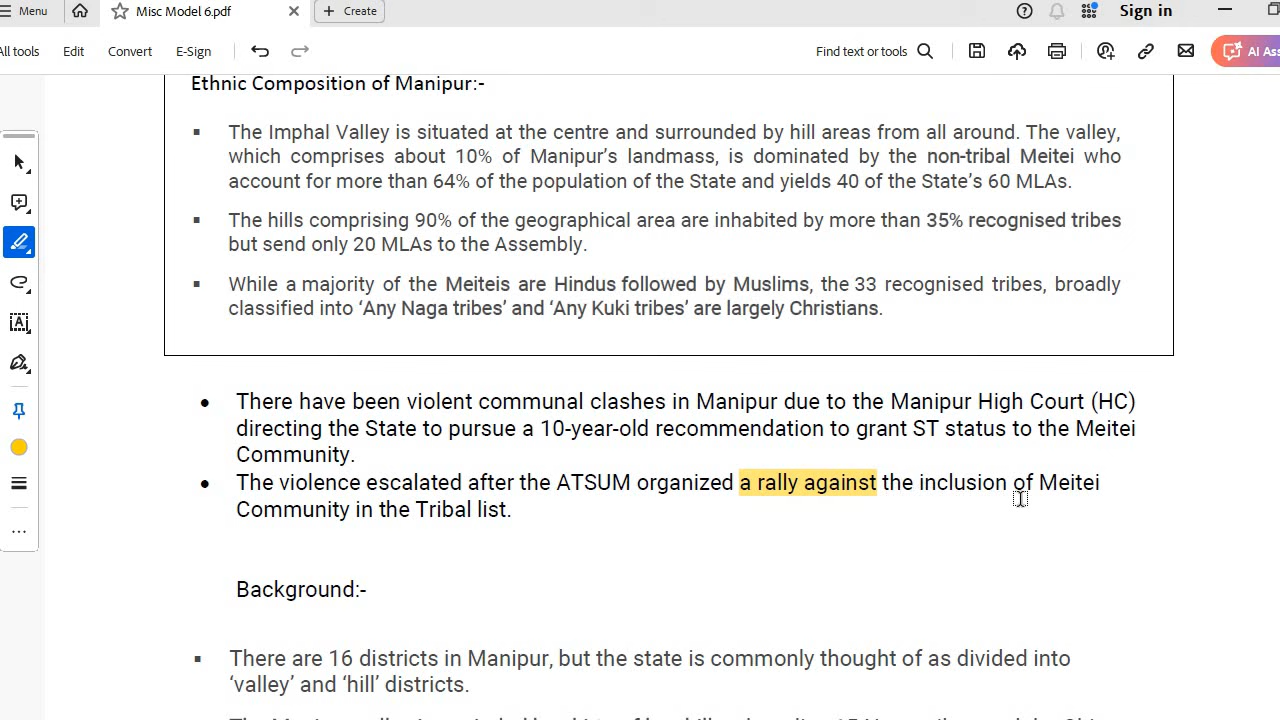 Menu
Misc Model 6.pdf
Create
Sign in
All tools
Edit
Convert
E-Sign
Find text or tools
AI Ass
Ethnic Composition of Manipur:-
▪ The Imphal Valley is situated at the centre and surrounded by hill areas from all around. The valley,
which comprises about 10% of Manipur’s landmass, is dominated by the non-tribal Meitei who
account for more than 64% of the population of the State and yields 40 of the State’s 60 MLAs.
▪ The hills comprising 90% of the geographical area are inhabited by more than 35% recognised tribes
but send only 20 MLAs to the Assembly.
▪ While a majority of the Meiteis are Hindus followed by Muslims, the 33 recognised tribes, broadly
classified into ‘Any Naga tribes’ and ‘Any Kuki tribes’ are largely Christians.
• There have been violent communal clashes in Manipur due to the Manipur High Court (HC)
directing the State to pursue a 10-year-old recommendation to grant ST status to the Meitei
Community.
• The violence escalated after the ATSUM organized a rally against the inclusion of Meitei
Community in the Tribal list.
Background:-
▪ There are 16 districts in Manipur, but the state is commonly thought of as divided into
‘valley’ and ‘hill’ districts.